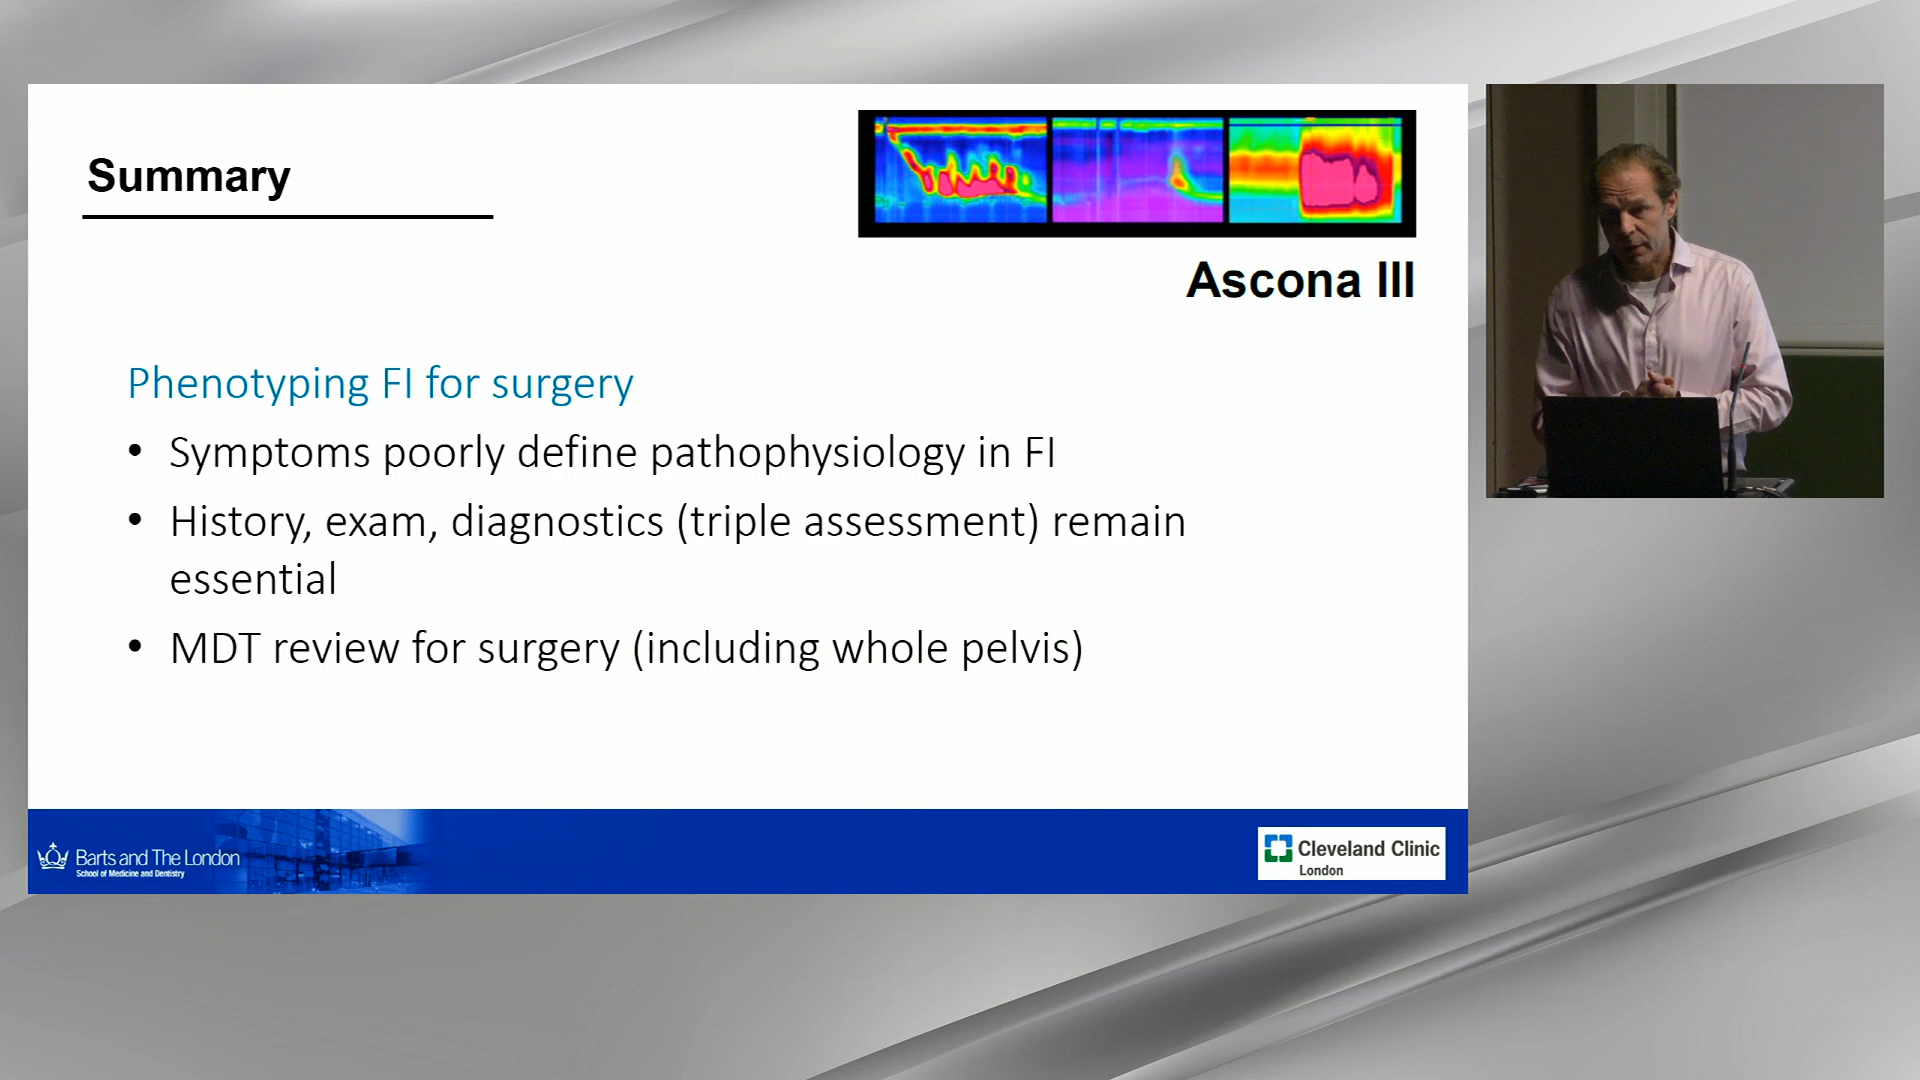 Summary
Ascona III
Phenotyping FI for surgery
• Symptoms poorly define pathophysiology in FI
• History, exam, diagnostics (triple assessment) remain
essential
• MDT review for surgery (including whole pelvis)
Barts and The London
School of Medicine and Dentistry
Cleveland Clinic
London